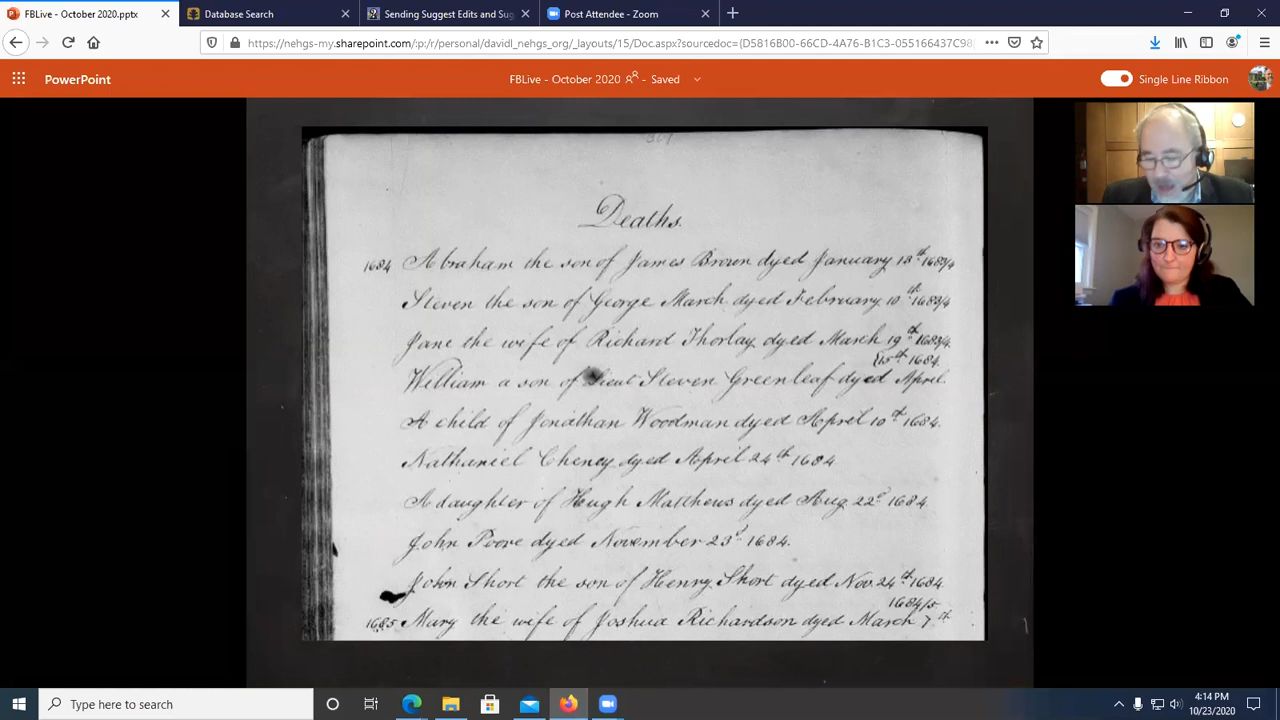 FBLive - October 2020.pptx
Database Search
Sending Suggest Edits and Sug
Post Attendee - Zoom
https://nehgs-my.sharepoint.com/:p:/r/personal/davidl_nehgs_org/_layouts/15/Doc.aspx?sourcedoc={D5816B00-66CD-4A76-B1C3-055166437C98
PowerPoint
FBLive - October 2020 - Saved
Single Line Ribbon
Deaths.
1684 Abraham the son of James Brown dyed January 18th 1683/4
Steven the son of George March dyed February 10th 1683/4
Jane the wife of Richard Thorlay dyed March 19th 1683/4.
{15th 1684.
William a son of Lieut Steven Greenleaf dyed April.
A child of Jonathan Woodman dyed April 10th 1684.
Nathaniel Cheney dyed April 24th 1684
A daughter of Hugh Matthews dyed Aug. 22d 1684.
John Poore dyed November 23d 1684.
John Short the son of Henry Short dyed Nov. 24th 1684
1684/5
1685 Mary the wife of Joshua Richardson dyed March 7th
Type here to search
4:14 PM
10/23/2020